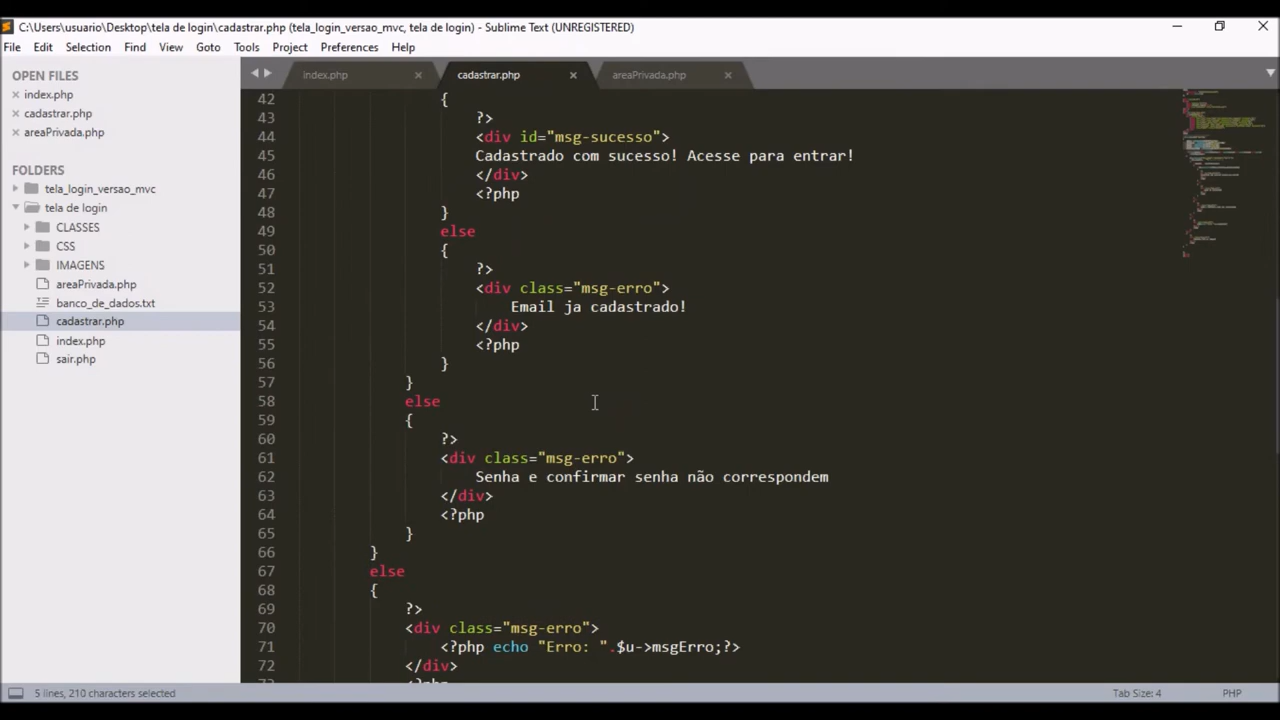 C:\Users\usuario\Desktop\tela de login\cadastrar.php (tela_login_versao_mvc, tela de login) - Sublime Text (UNREGISTERED)
File Edit Selection Find View Goto Tools Project Preferences Help
OPEN FILES
× index.php
× cadastrar.php
× areaPrivada.php
FOLDERS
tela_login_versao_mvc
tela de login
CLASSES
CSS
IMAGENS
areaPrivada.php
banco_de_dados.txt
cadastrar.php
index.php
sair.php
index.php × cadastrar.php × areaPrivada.php ×
42 {
43 ?>
44 <div id="msg-sucesso">
45 Cadastrado com sucesso! Acesse para entrar!
46 </div>
47 <?php
48 }
49 else
50 {
51 ?>
52 <div class="msg-erro">
53 Email ja cadastrado!
54 </div>
55 <?php
56 }
57 }
58 else
59 {
60 ?>
61 <div class="msg-erro">
62 Senha e confirmar senha não correspondem
63 </div>
64 <?php
65 }
66 }
67 else
68 {
69 ?>
70 <div class="msg-erro">
71 <?php echo "Erro: ".$u->msgErro;?>
72 </div>
73 <?php
5 lines, 210 characters selected
Tab Size: 4
PHP